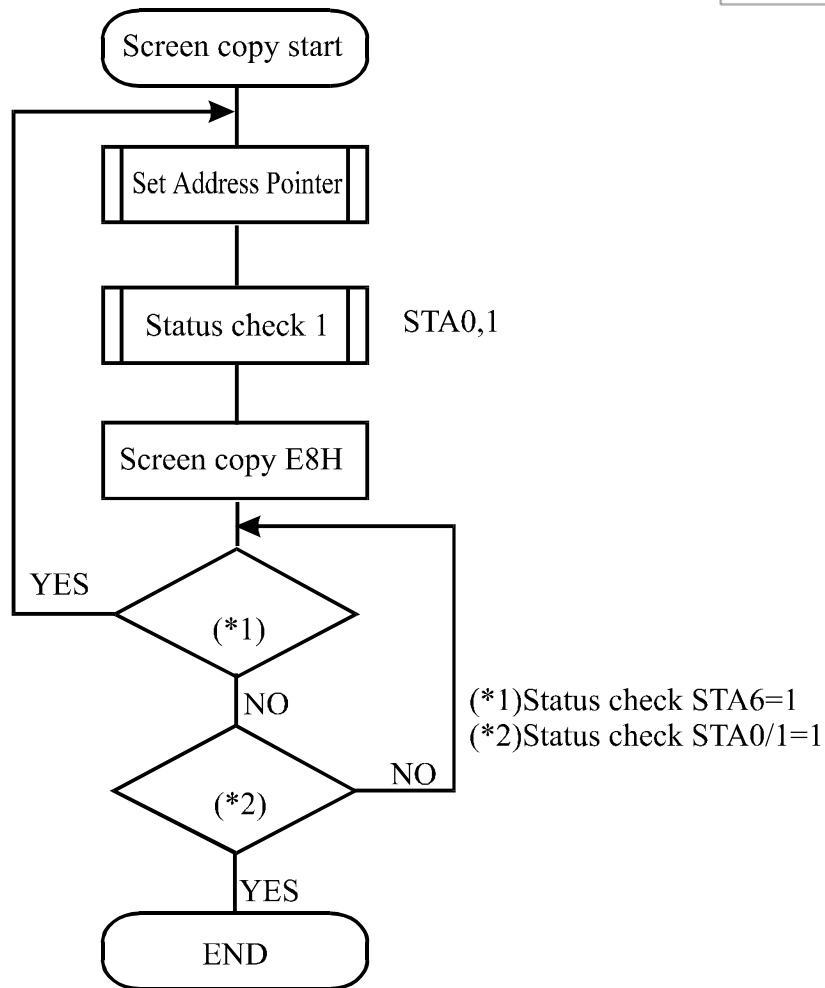 Screen copy start
Set Address Pointer
Status check 1
STA0,1
Screen copy E8H
YES
(*1)
NO
(*1)Status check STA6=1
(*2)Status check STA0/1=1
NO
(*2)
YES
END